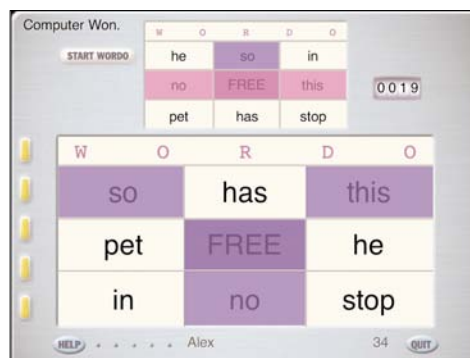 Computer Won.
START WORDO
W O R D O
he so in
no FREE this
pet has stop
0019
W O R D O
so has this
pet FREE he
in no stop
HELP Alex 34 QUIT